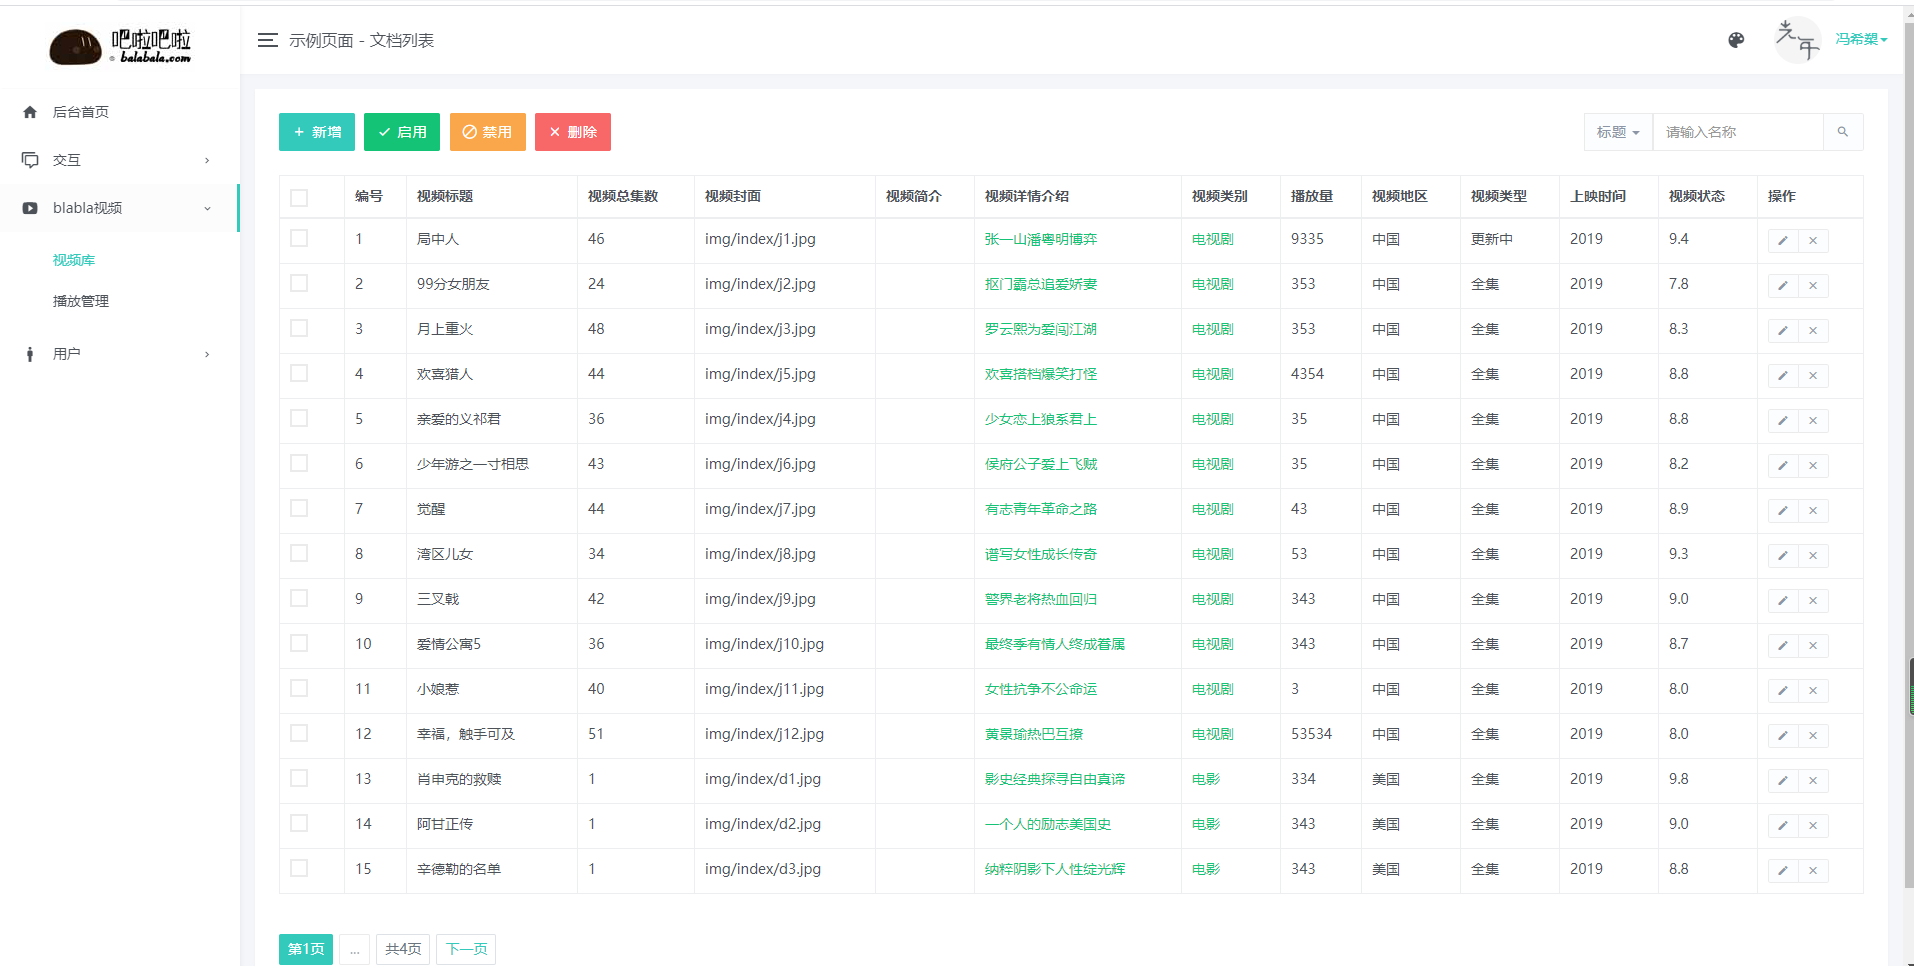 吧啦吧啦
balabala.com
示例页面 - 文档列表
冯希槊
后台首页
交互
blabla视频
视频库
播放管理
用户
+ 新增
启用
禁用
删除
标题
请输入名称
编号 视频标题 视频总集数 视频封面 视频简介 视频详情介绍 视频类别 播放量 视频地区 视频类型 上映时间 视频状态 操作
1 局中人 46 img/index/j1.jpg 张一山潘粤明博弈 电视剧 9335 中国 更新中 2019 9.4
2 99分女朋友 24 img/index/j2.jpg 抠门霸总追爱娇妻 电视剧 353 中国 全集 2019 7.8
3 月上重火 48 img/index/j3.jpg 罗云熙为爱闯江湖 电视剧 353 中国 全集 2019 8.3
4 欢喜猎人 44 img/index/j5.jpg 欢喜搭档爆笑打怪 电视剧 4354 中国 全集 2019 8.8
5 亲爱的义祁君 36 img/index/j4.jpg 少女恋上狼系君上 电视剧 35 中国 全集 2019 8.8
6 少年游之一寸相思 43 img/index/j6.jpg 侯府公子爱上飞贼 电视剧 35 中国 全集 2019 8.2
7 觉醒 44 img/index/j7.jpg 有志青年革命之路 电视剧 43 中国 全集 2019 8.9
8 湾区儿女 34 img/index/j8.jpg 谱写女性成长传奇 电视剧 53 中国 全集 2019 9.3
9 三叉戟 42 img/index/j9.jpg 警界老将热血回归 电视剧 343 中国 全集 2019 9.0
10 爱情公寓5 36 img/index/j10.jpg 最终季有情人终成眷属 电视剧 343 中国 全集 2019 8.7
11 小娘惹 40 img/index/j11.jpg 女性抗争不公命运 电视剧 3 中国 全集 2019 8.0
12 幸福，触手可及 51 img/index/j12.jpg 黄景瑜热巴互撩 电视剧 53534 中国 全集 2019 8.0
13 肖申克的救赎 1 img/index/d1.jpg 影史经典探寻自由真谛 电影 334 美国 全集 2019 9.8
14 阿甘正传 1 img/index/d2.jpg 一个人的励志美国史 电影 343 美国 全集 2019 9.0
15 辛德勒的名单 1 img/index/d3.jpg 纳粹阴影下人性绽光辉 电影 343 美国 全集 2019 8.8
第1页 ... 共4页 下一页